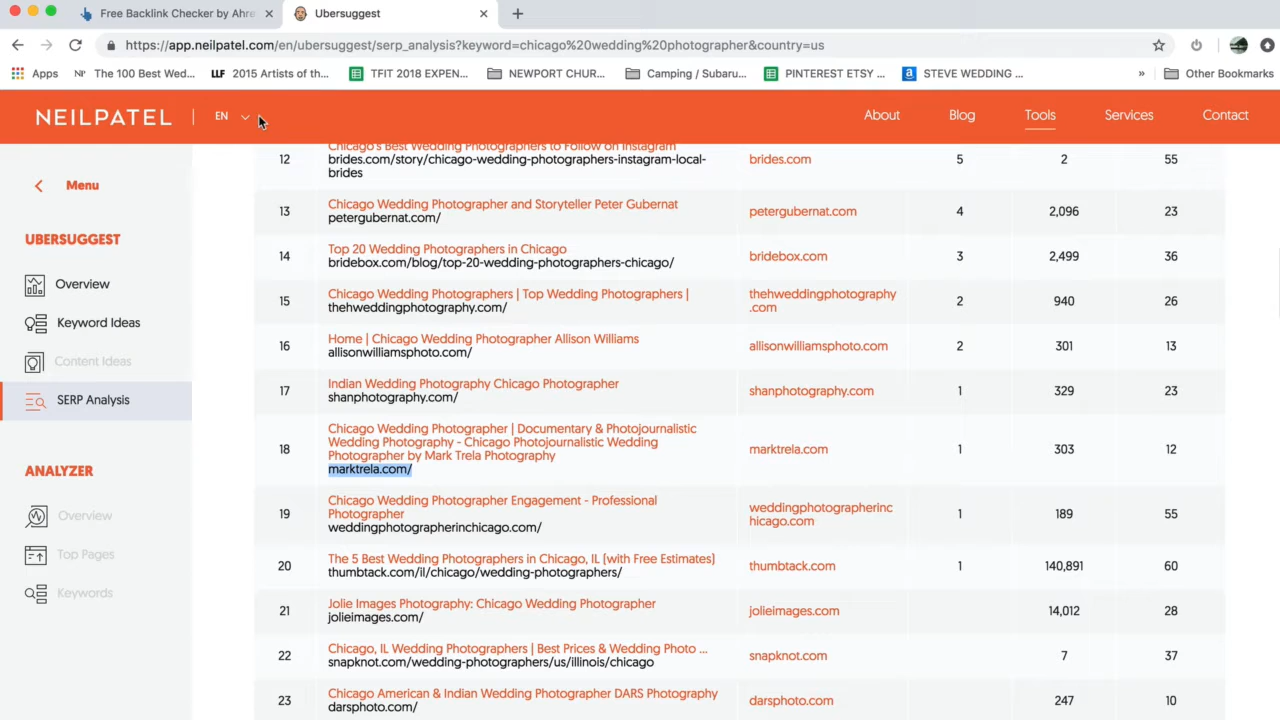 Free Backlink Checker by Ahre
Ubersuggest
https://app.neilpatel.com/en/ubersuggest/serp_analysis?keyword=chicago%20wedding%20photographer&country=us
Apps
The 100 Best Wed...
LLF 2015 Artists of th...
TFIT 2018 EXPEN...
NEWPORT CHUR...
Camping / Subaru...
PINTEREST ETSY ...
STEVE WEDDING ...
»
Other Bookmarks
NEILPATEL
EN
About
Blog
Tools
Services
Contact
Menu
UBERSUGGEST
Overview
Keyword Ideas
Content Ideas
SERP Analysis
ANALYZER
Overview
Top Pages
Keywords
12 Chicago's Best Wedding Photographers to Follow on Instagram brides.com 5 2 55
brides.com/story/chicago-wedding-photographers-instagram-local-
brides
13 Chicago Wedding Photographer and Storyteller Peter Gubernat petergubernat.com 4 2,096 23
petergubernat.com/
14 Top 20 Wedding Photographers in Chicago bridebox.com 3 2,499 36
bridebox.com/blog/top-20-wedding-photographers-chicago/
15 Chicago Wedding Photographers | Top Wedding Photographers | thehweddingphotography 2 940 26
thehweddingphotography.com/ .com
16 Home | Chicago Wedding Photographer Allison Williams allisonwilliamsphoto.com 2 301 13
allisonwilliamsphoto.com/
17 Indian Wedding Photography Chicago Photographer shanphotography.com 1 329 23
shanphotography.com/
18 Chicago Wedding Photographer | Documentary & Photojournalistic marktrela.com 1 303 12
Wedding Photography - Chicago Photojournalistic Wedding
Photographer by Mark Trela Photography
marktrela.com/
19 Chicago Wedding Photographer Engagement - Professional weddingphotographerinc 1 189 55
Photographer hicago.com
weddingphotographerinchicago.com/
20 The 5 Best Wedding Photographers in Chicago, IL [with Free Estimates] thumbtack.com 1 140,891 60
thumbtack.com/il/chicago/wedding-photographers/
21 Jolie Images Photography: Chicago Wedding Photographer jolieimages.com 14,012 28
jolieimages.com/
22 Chicago, IL Wedding Photographers | Best Prices & Wedding Photo ... snapknot.com 7 37
snapknot.com/wedding-photographers/us/illinois/chicago
23 Chicago American & Indian Wedding Photographer DARS Photography darsphoto.com 247 10
darsphoto.com/